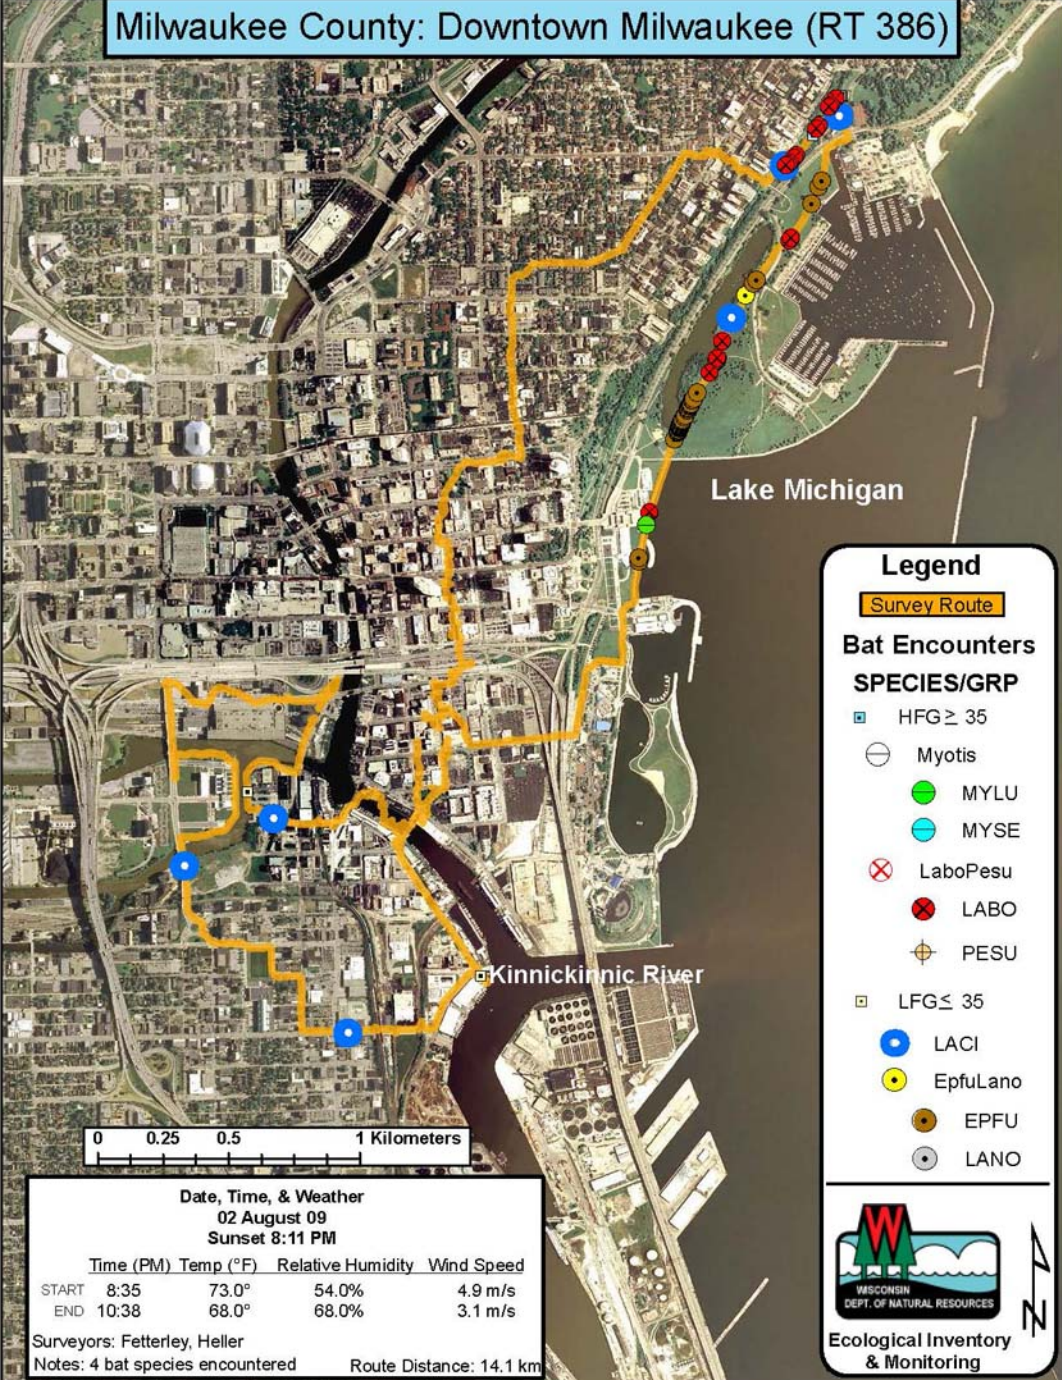 Milwaukee County: Downtown Milwaukee (RT 386)
Lake Michigan
Kinnickinnic River
Legend
Survey Route
Bat Encounters
SPECIES/GRP
HFG ≥ 35
Myotis
MYLU
MYSE
LaboPesu
LABO
PESU
LFG ≤ 35
LACI
EpfuLano
EPFU
LANO
0 0.25 0.5 1 Kilometers
Date, Time, & Weather
02 August 09
Sunset 8:11 PM
Time (PM) Temp (°F) Relative Humidity Wind Speed
START 8:35 73.0° 54.0% 4.9 m/s
END 10:38 68.0° 68.0% 3.1 m/s
Surveyors: Fetterley, Heller
Notes: 4 bat species encountered Route Distance: 14.1 km
W
WISCONSIN
DEPT. OF NATURAL RESOURCES
N
Ecological Inventory
& Monitoring